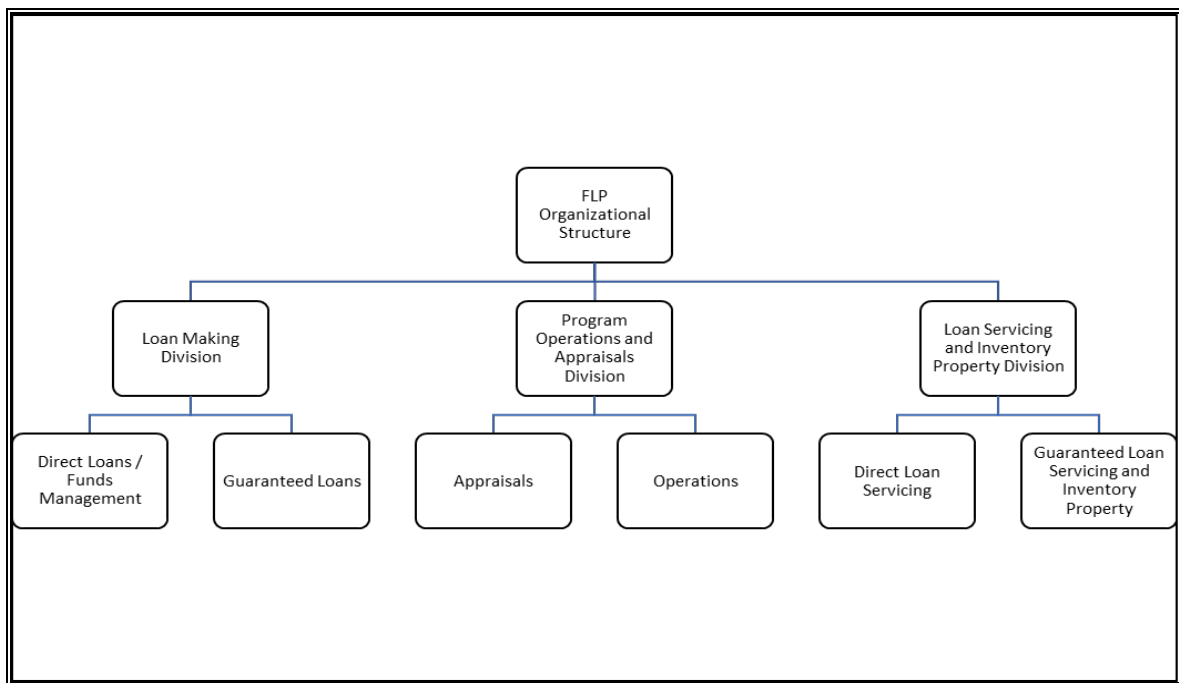 FLP
Organizational
Structure
Loan Making
Division
Program
Operations and
Appraisals
Division
Loan Servicing
and Inventory
Property Division
Direct Loans /
Funds
Management
Guaranteed Loans
Appraisals
Operations
Direct Loan
Servicing
Guaranteed Loan
Servicing and
Inventory
Property